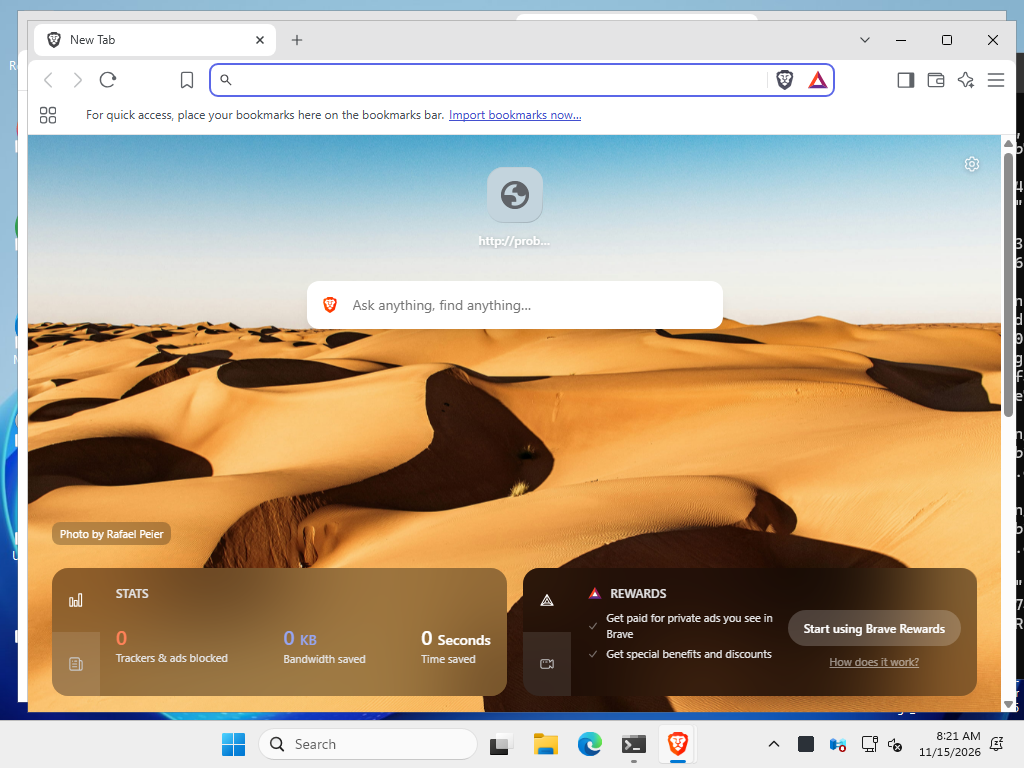 New Tab
For quick access, place your bookmarks here on the bookmarks bar. Import bookmarks now...
http://prob...
Ask anything, find anything...
Photo by Rafael Peier
STATS
0
Trackers & ads blocked
0 KB
Bandwidth saved
0 Seconds
Time saved
REWARDS
Get paid for private ads you see in
Brave
Get special benefits and discounts
Start using Brave Rewards
How does it work?
Search
8:21 AM
11/15/2026